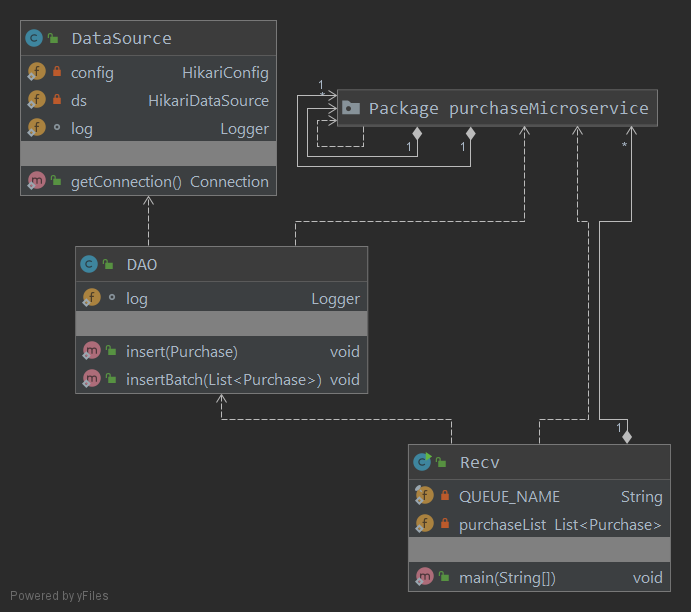 DataSource
config HikariConfig
ds HikariDataSource
log Logger
getConnection() Connection
1
*
Package purchaseMicroservice
1 1 *
DAO
log Logger
insert(Purchase) void
insertBatch(List<Purchase>) void
1
Recv
QUEUE_NAME String
purchaseList List<Purchase>
main(String[]) void
Powered by yFiles